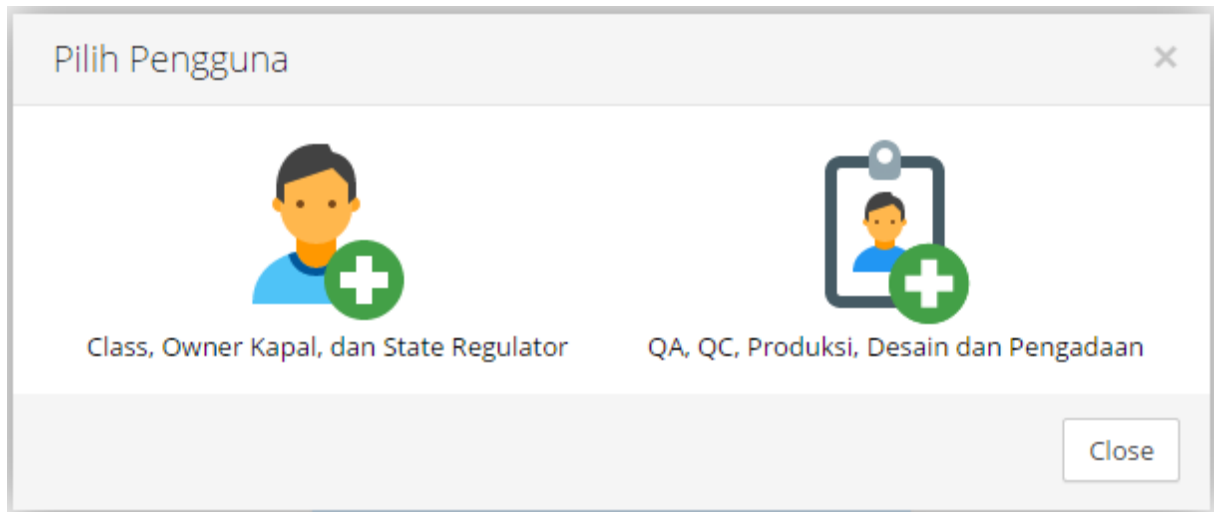 Pilih Pengguna
×
Class, Owner Kapal, dan State Regulator
QA, QC, Produksi, Desain dan Pengadaan
Close